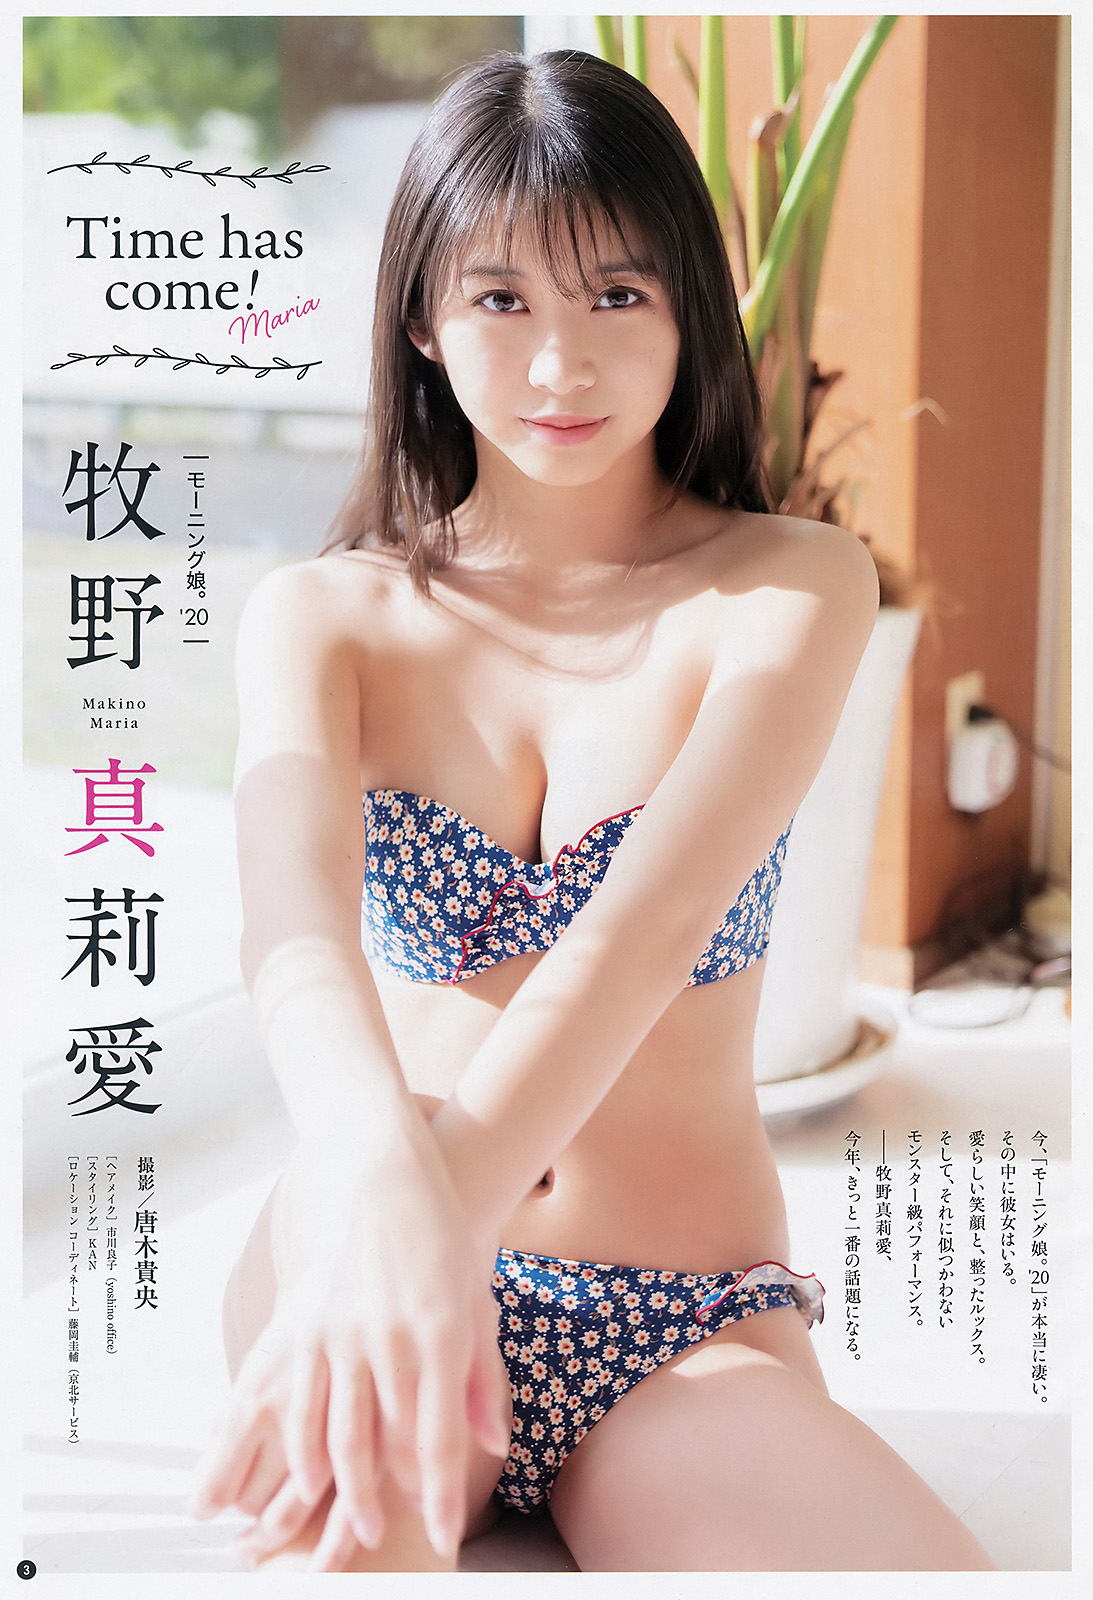 Time has
come!
Maria
モーニング娘。'20
牧野
Makino
Maria
真莉愛
撮影／唐木貴央
［ヘアメイク］市川良子（yoshino office）
［スタイリング］KAN
［ロケーション コーディネート］藤岡圭輔（京北サービス）
今、「モーニング娘。'20」が本当に凄い。
その中に彼女はいる。
愛らしい笑顔と、整ったルックス。
そして、それに似つかわない
モンスター級パフォーマンス。
──牧野真莉愛、
今年、きっと一番の話題になる。
3